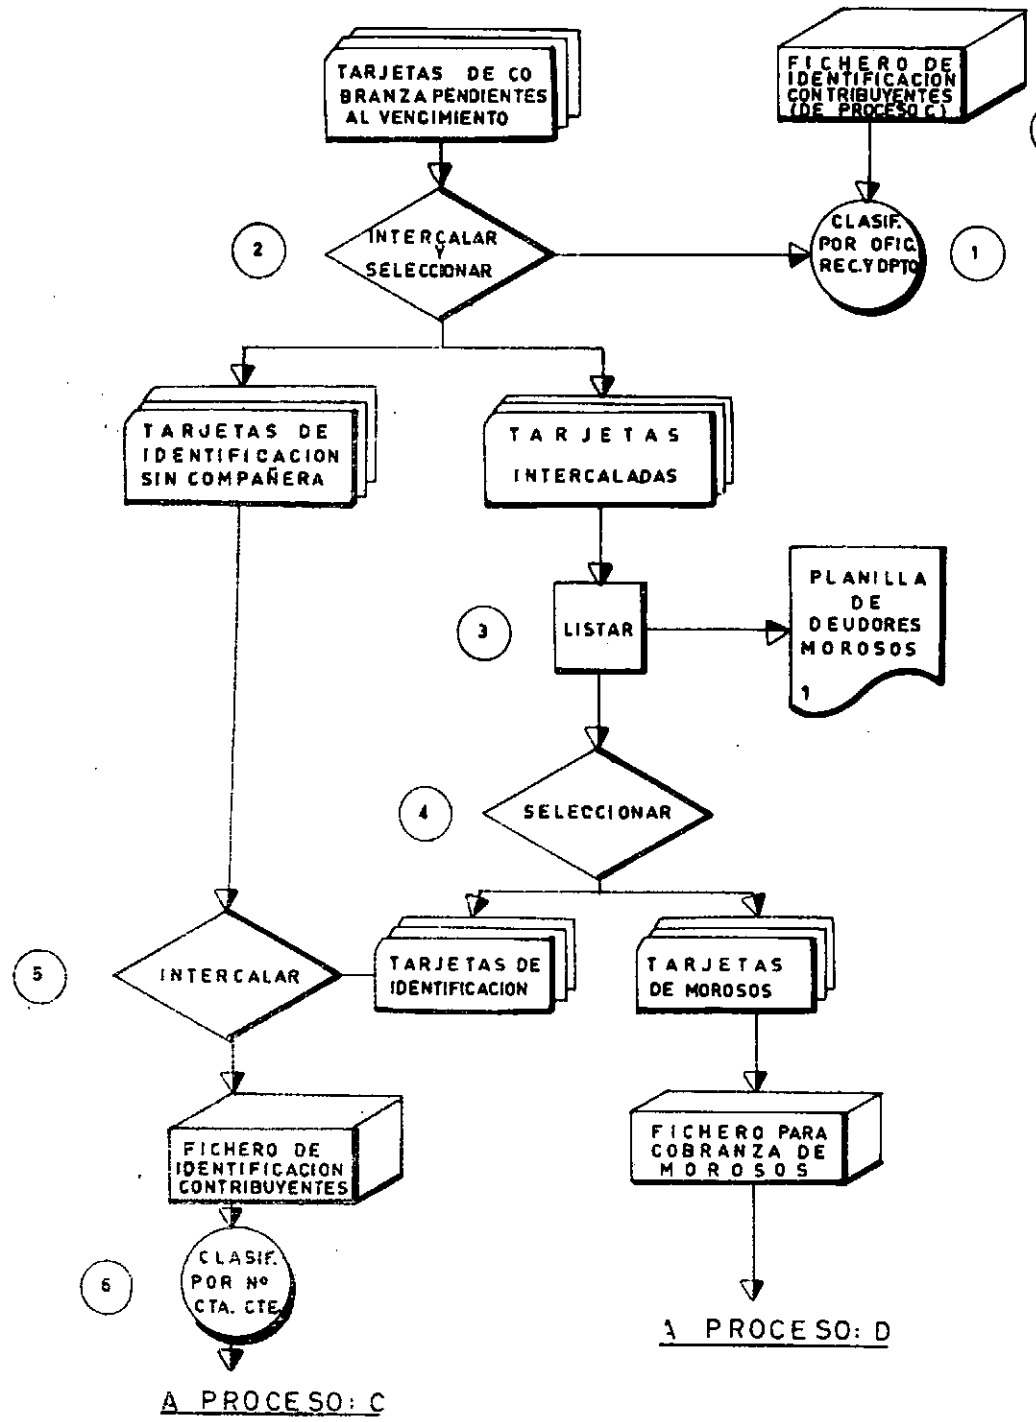 TARJETAS DE CO
BRANZA PENDIENTES
AL VENCIMIENTO
FICHERO DE
IDENTIFICACION
CONTRIBUYENTES
(DE PROCESO C)
2
INTERCALAR
Y
SELECCIONAR
CLASIF.
POR OFIC.
REC.Y DPTO
1
TARJETAS DE
IDENTIFICACION
SIN COMPAÑERA
TARJETAS
INTERCALADAS
3
LISTAR
PLANILLA
DE
DEUDORES
MOROSOS
1
4
SELECCIONAR
5
INTERCALAR
TARJETAS DE
IDENTIFICACION
TARJETAS
DE MOROSOS
FICHERO DE
IDENTIFICACION
CONTRIBUYENTES
FICHERO PARA
COBRANZA DE
MOROSOS
6
CLASIF.
POR Nº
CTA. CTE.
A PROCESO: D
A PROCESO: C